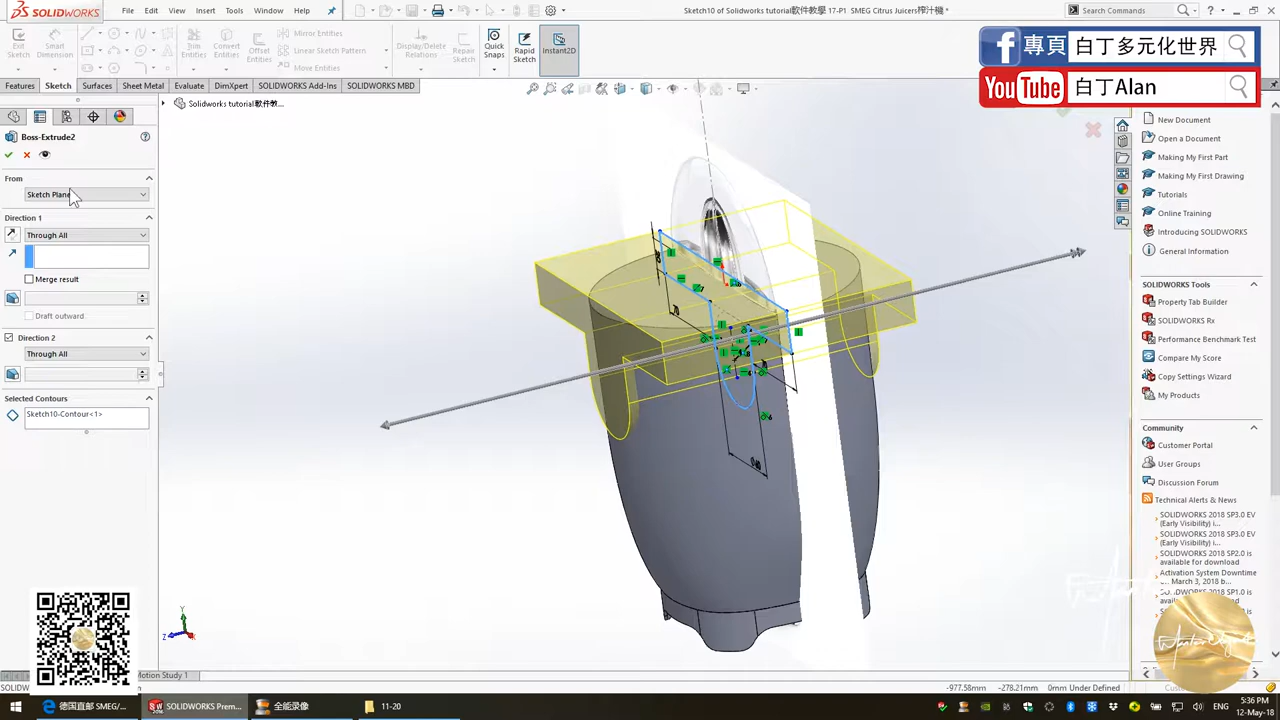 SOLIDWORKS
File
Edit
View
Insert
Tools
Window
Help
Sketch10 of Solidworks tutorial軟件教學 17-P1 SMEG Citrus Juicers榨汁機 *
Search Commands
Exit Sketch
Smart Dimension
Trim Entities
Convert Entities
Offset Entities
Mirror Entities
Linear Sketch Pattern
Move Entities
Display/Delete Relations
Repair Sketch
Quick Snaps
Rapid Sketch
Instant2D
專頁
白丁多元化世界
YouTube
白丁Alan
Features
Sketch
Surfaces
Sheet Metal
Evaluate
DimXpert
SOLIDWORKS Add-Ins
SOLIDWORKS MBD
Solidworks tutorial軟件教...
Boss-Extrude2
From
Sketch Plane
Direction 1
Through All
Merge result
Draft outward
Direction 2
Through All
Selected Contours
Sketch10-Contour<1>
New Document
Open a Document
Making My First Part
Making My First Drawing
Tutorials
Online Training
Introducing SOLIDWORKS
General Information
SOLIDWORKS Tools
Property Tab Builder
SOLIDWORKS Rx
Performance Benchmark Test
Compare My Score
Copy Settings Wizard
My Products
Community
Customer Portal
User Groups
Discussion Forum
Technical Alerts & News
SOLIDWORKS 2018 SP3.0 EV
(Early Visibility) i...
SOLIDWORKS 2018 SP3.0 EV
(Early Visibility) i...
SOLIDWORKS 2018 SP2.0 is
available for download
Activation System Downtime
... March 3, 2018 b...
Y
Z
X
Motion Study 1
-977.58mm
-278.21mm
0mm
Under Defined
德国直邮 SMEG/...
SOLIDWORKS Prem...
全能录像
11-20
ENG
5:36 PM
12-May-18